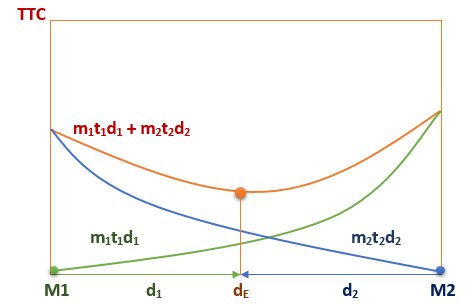 TTC
m₁t₁d₁ + m₂t₂d₂
m₁t₁d₁
m₂t₂d₂
M1
d₁
dE
d₂
M2